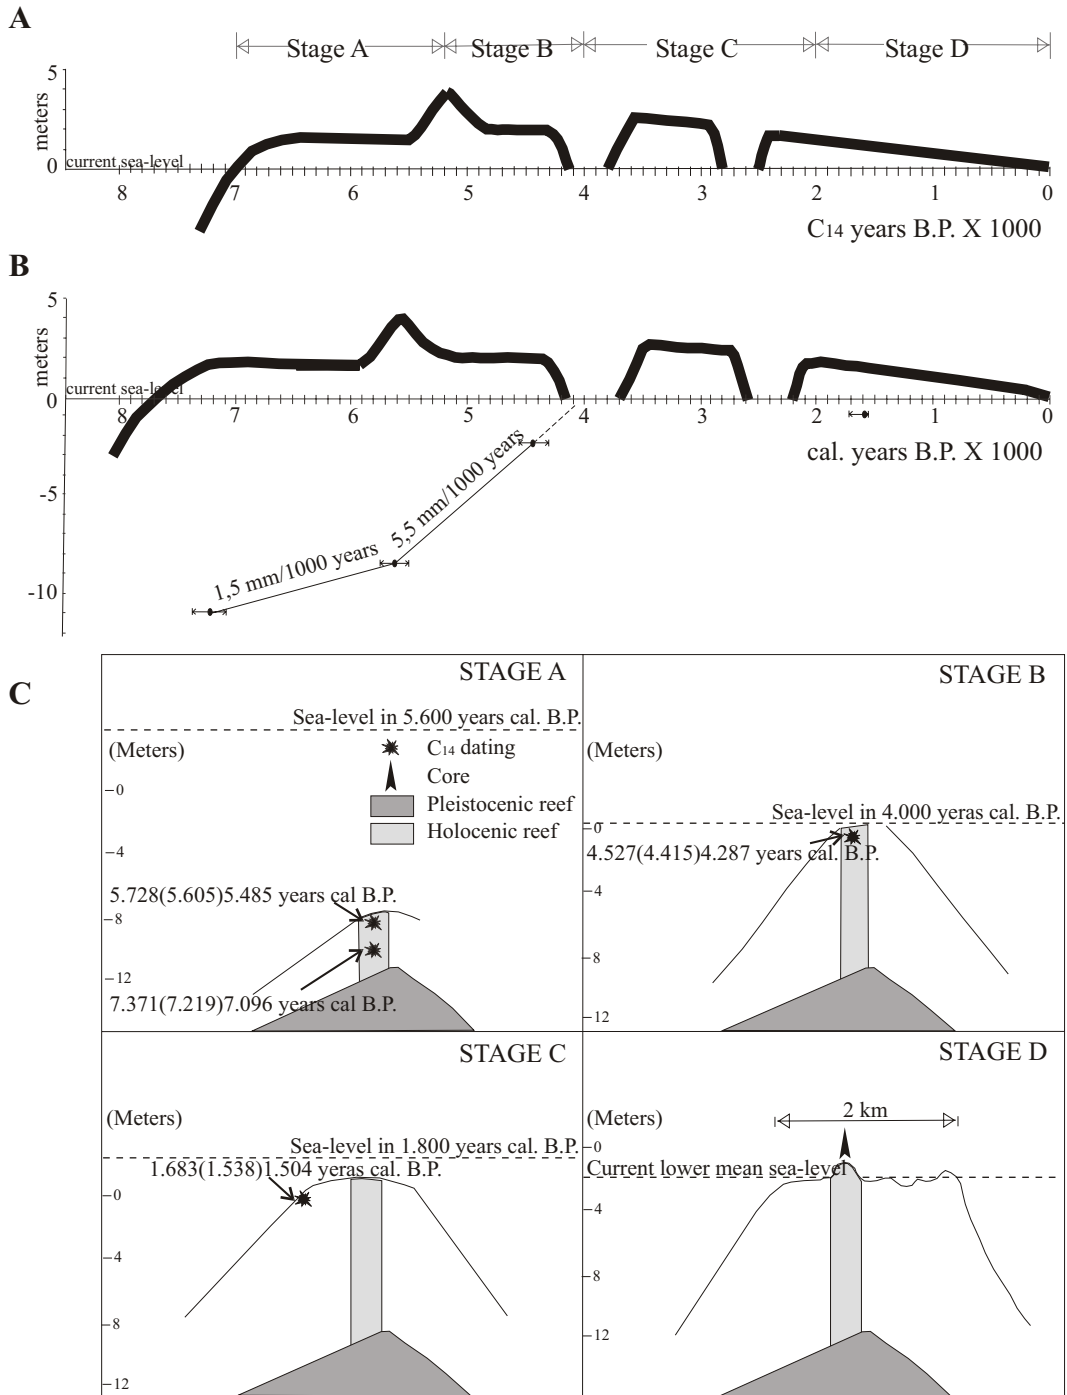 A
Stage A Stage B Stage C Stage D
5
meters
current sea-level
0
8 7 6 5 4 3 2 1 0
C14 years B.P. X 1000
B
5
meters
current sea-level
0
8 7 6 5 4 3 2 1 0
cal. years B.P. X 1000
-5
5,5 mm/1000 years
1,5 mm/1000 years
-10
C
STAGE A
Sea-level in 5.600 years cal. B.P.
(Meters)
C14 dating
Core
Pleistocenic reef
Holocenic reef
0
4
5.728(5.605)5.485 years cal B.P.
8
12
7.371(7.219)7.096 years cal B.P.
STAGE B
(Meters)
Sea-level in 4.000 yeras cal. B.P.
0
4.527(4.415)4.287 years cal. B.P.
4
8
12
STAGE C
(Meters)
Sea-level in 1.800 years cal. B.P.
1.683(1.538)1.504 yeras cal. B.P.
0
4
8
12
STAGE D
2 km
(Meters)
0
Current lower mean sea-level
4
8
12